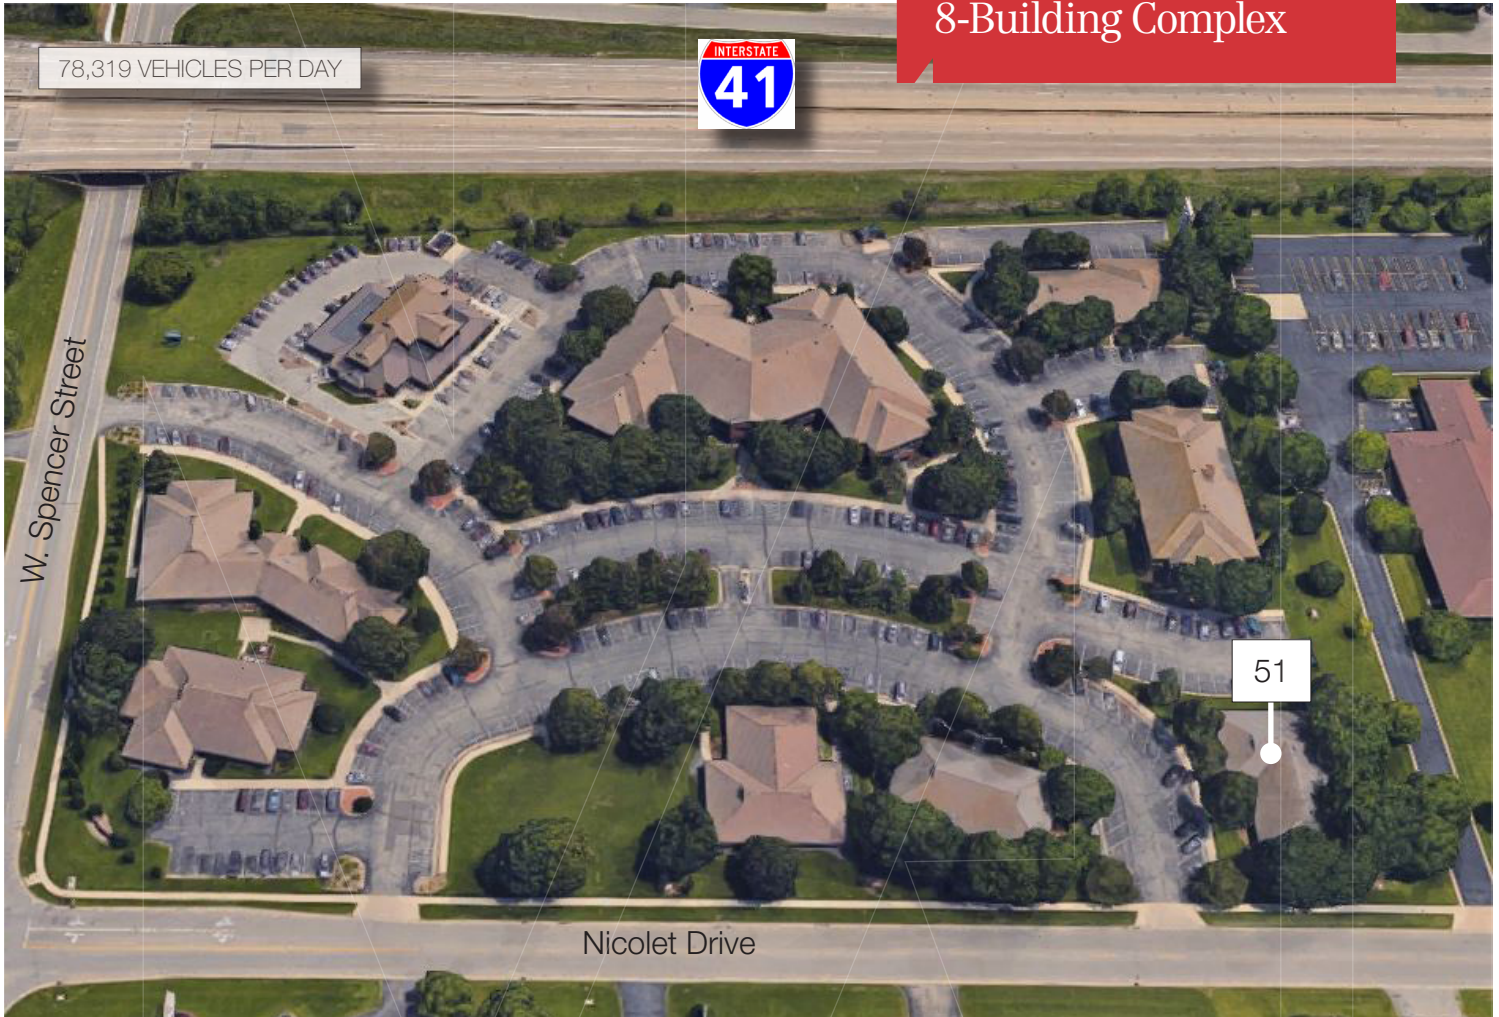 8-Building Complex
78,319 VEHICLES PER DAY
INTERSTATE
41
W. Spencer Street
51
Nicolet Drive